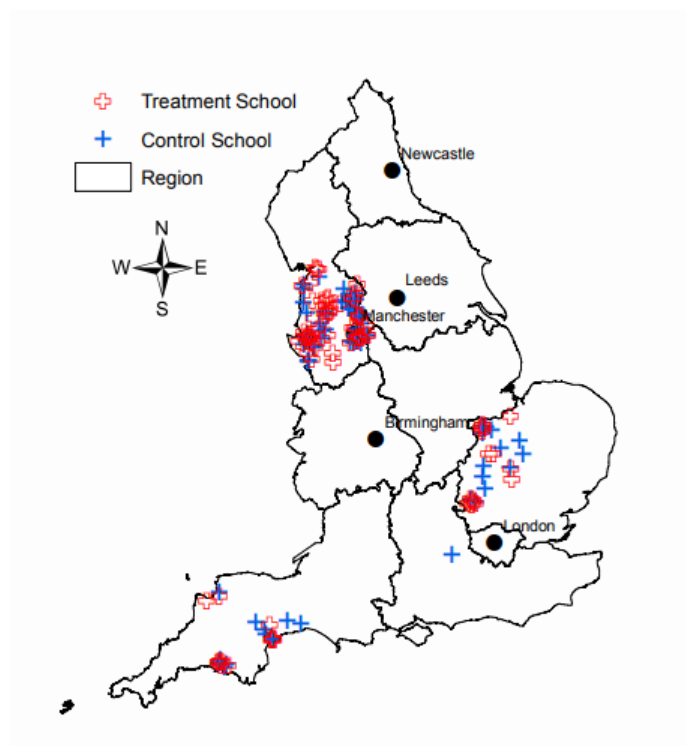 Treatment School
Control School
Region
N
W
E
S
Newcastle
Leeds
Manchester
Birmingham
London